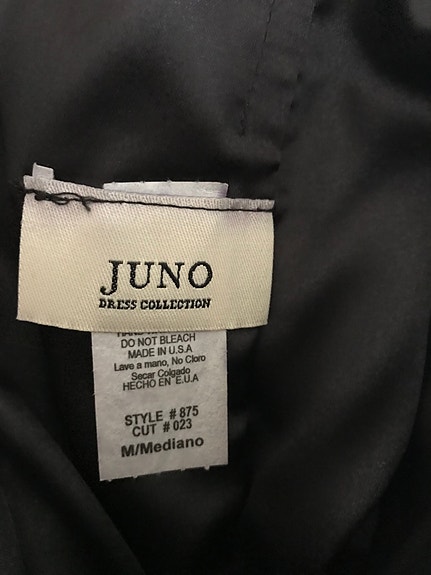 JUNO
DRESS COLLECTION
DO NOT BLEACH
MADE IN U.S.A
Lave a mano, No Cloro
Secar Colgado
HECHO EN E.U.A
STYLE # 875
CUT # 023
M/Mediano